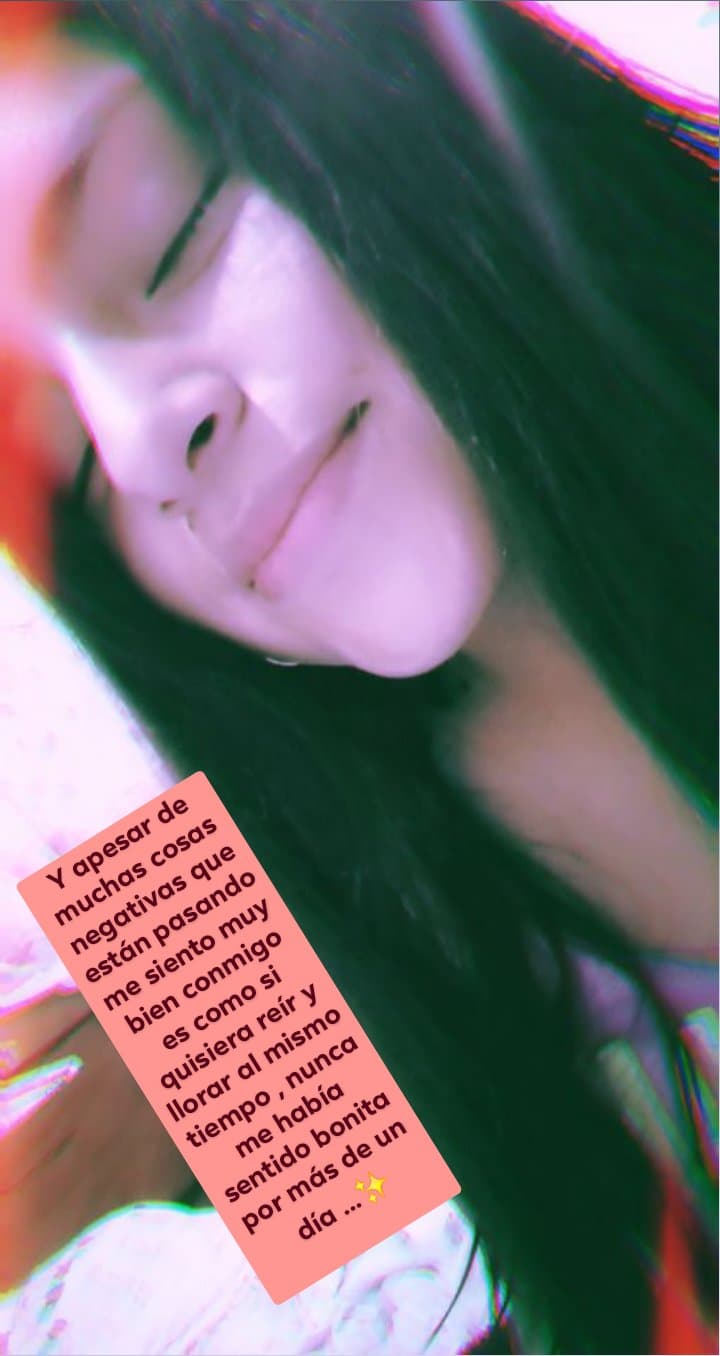 Y apesar de
muchas cosas
negativas que
están pasando
me siento muy
bien conmigo
es como si
quisiera reír y
llorar al mismo
tiempo , nunca
me había
sentido bonita
por más de un
día ...✨